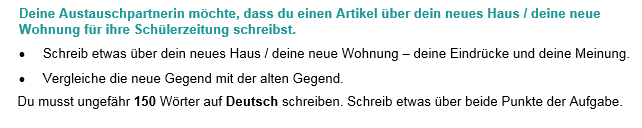 Deine Austauschpartnerin möchte, dass du einen Artikel über dein neues Haus / deine neue
Wohnung für ihre Schülerzeitung schreibst.
• Schreib etwas über dein neues Haus / deine neue Wohnung – deine Eindrücke und deine Meinung.
• Vergleiche die neue Gegend mit der alten Gegend.
Du musst ungefähr 150 Wörter auf Deutsch schreiben. Schreib etwas über beide Punkte der Aufgabe.